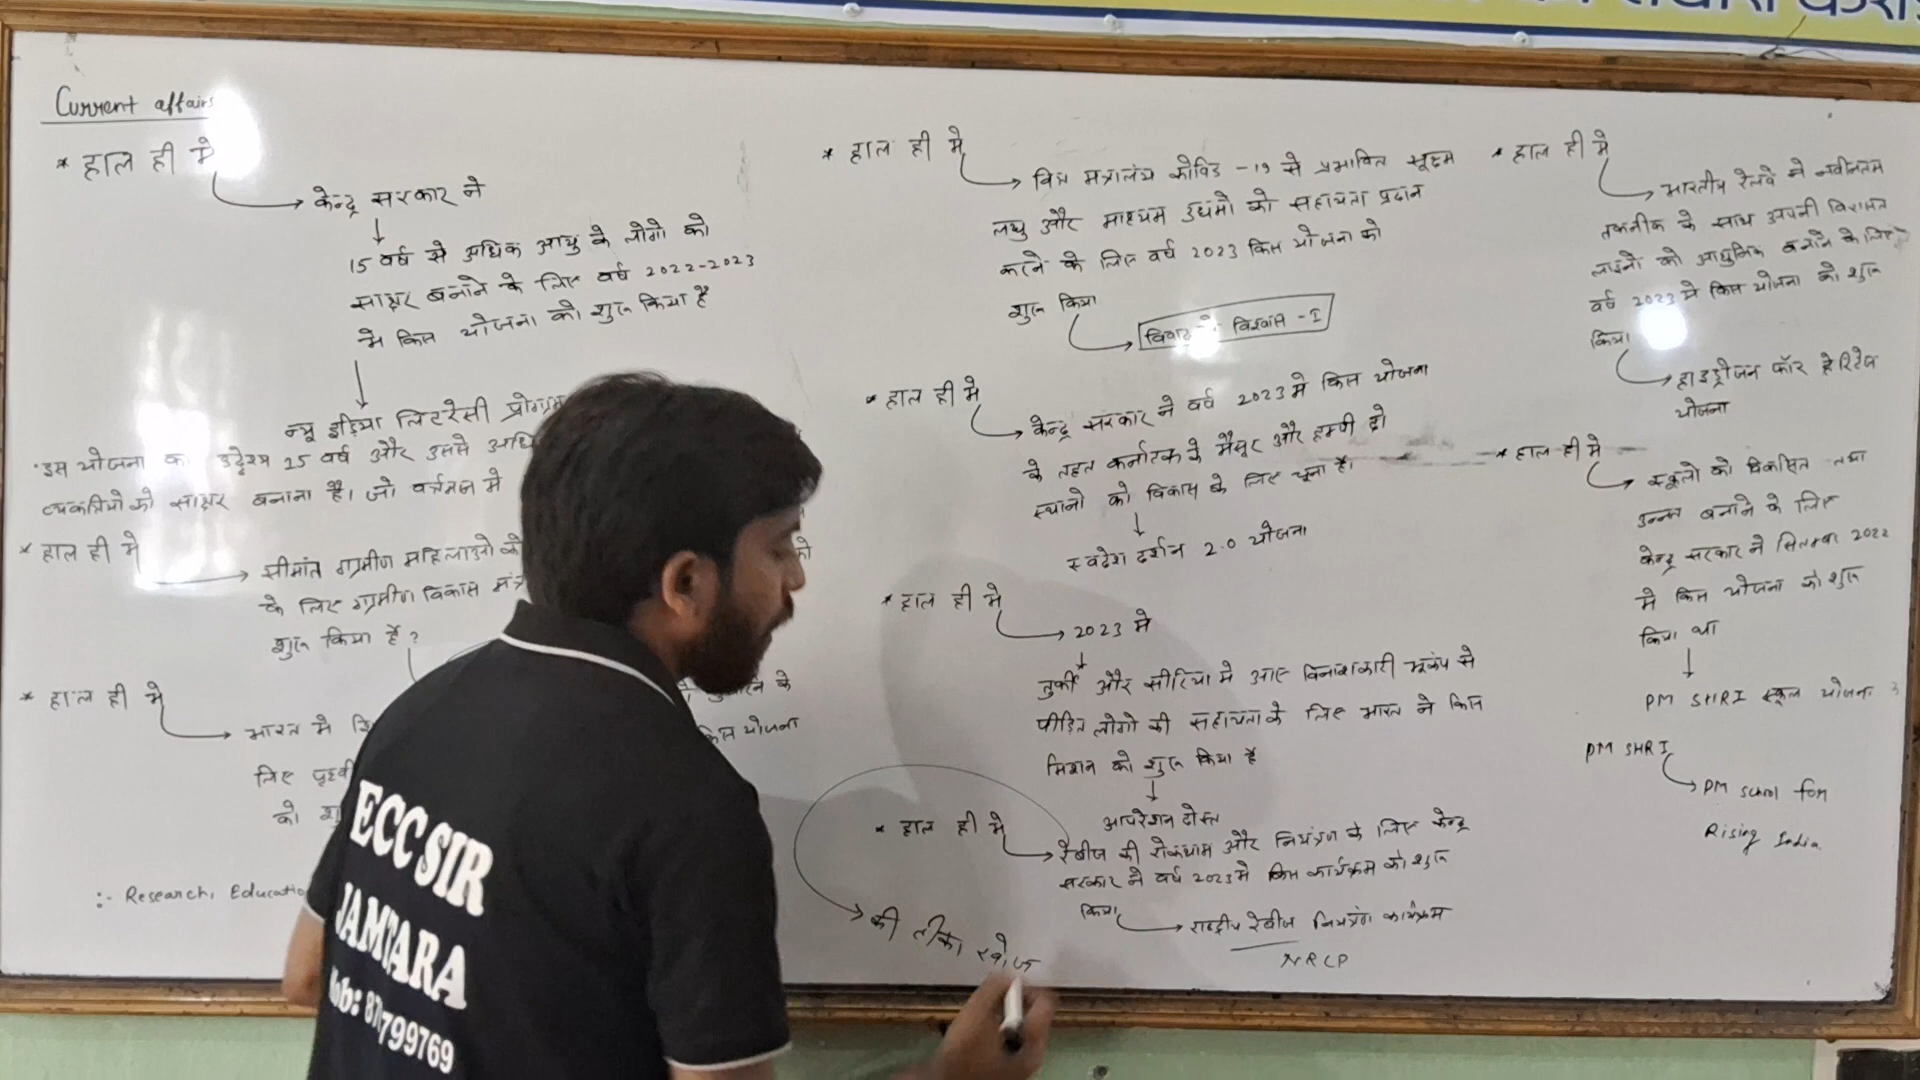 Current affairs
* हाल ही मे
केन्द्र सरकार ने
15 वर्ष से अधिक आयु के लोगो को
साक्षर बनाने के लिए वर्ष 2022-2023
मे किस योजना को शुरू किया है
न्यू इंडिया लिटरेसी प्रोग्राम
इस योजना का उद्देश्य 15 वर्ष और उससे
को साक्षर बनाना है। जो मे
* हाल ही मे
सीमांत ग्रामीण महिलाओ को
को
के लिए ग्रामीण विकास
शुरू किया है ?
* हाल ही मे
भारत मे
के
लिए पृथ्वी
किस योजना
को
:- Research, Education
* हाल ही मे
वित्त मत्रालय कोविड -19 से प्रभावित सूक्ष्म
लघु और माध्यम उधमो को सहायता प्रदान
करने के लिए वर्ष 2023 किस योजना को
शुरू किया
विवाद से विश्वास - I
* हाल ही मे
केन्द्र सरकार ने वर्ष 2023 मे किस योजना
के तहत कर्नाटक के मैसूर और हम्पी दो
स्थानो को विकास के लिए चूना है।
स्वदेश दर्शन 2.0 योजना
* हाल ही मे
2023 मे
तुर्की और सीरिया मे आए विनाशकारी भूकंप से
पीड़ित लोगो की सहायता के लिए भारत ने किस
मिशन को शुरू किया है
आपरेशन दोस्त
* हाल ही मे
रेबीज की रोकथाम और नियंत्रण के लिए केन्द्र
सरकार ने वर्ष 2023 मे किस कार्यक्रम को शुरू
किया
राष्ट्रीय रेबीज नियंत्रण कार्यक्रम
NRCP
की टीका खोज
* हाल ही मे
भारतीय रेलवे ने नवीनतम
तकनीक के साथ अपनी विरासत
लाइनो को आधुनिक बनाने के लिए
वर्ष 2023 मे किस योजना को शुरू
किया
हाइड्रोजन फॉर हेरिटेज
योजना
* हाल ही मे
स्कूलो को विकसित तथा
उन्नत बनाने के लिए
केन्द्र सरकार ने सितम्बर 2022
मे किस योजना को शुरू
किया था
PM SHRI स्कूल योजना
PM SHRI
PM School for
Rising India
ECC SIR
JAMTARA